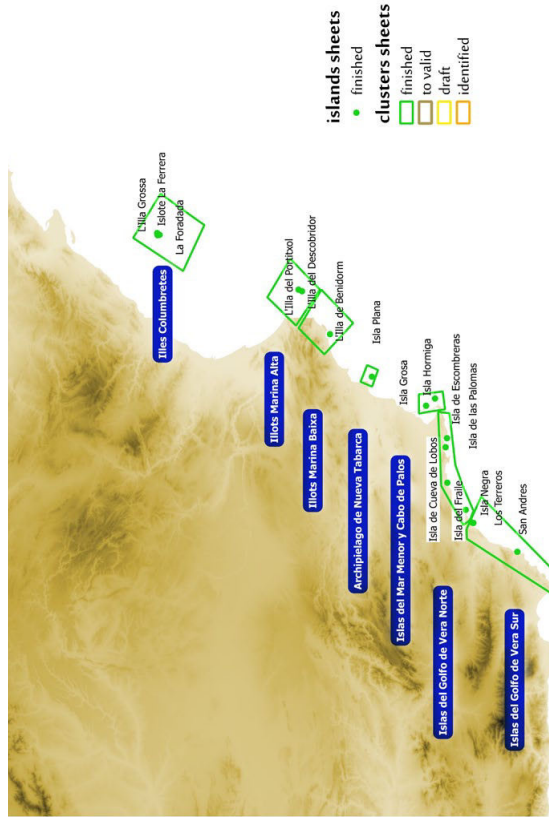 L'Illa Grossa
Illes Columbretes
Islote La Ferrera
La Foradada
Illots Marina Alta
L'Illa del Portitxol
Illots Marina Baixa
L'Illa del Descobridor
L'Illa de Benidorm
Archipielago de Nueva Tabarca
Isla Plana
Islas del Mar Menor y Cabo de Palos
Isla Grosa
Isla Hormiga
Isla de Cueva de Lobos
Islas del Golfo de Vera Norte
Isla de Escombreras
Isla del Fraile
Isla de las Palomas
Isla Negra
Los Terreros
Islas del Golfo de Vera Sur
San Andres
islands sheets
finished
clusters sheets
finished
to valid
draft
identified